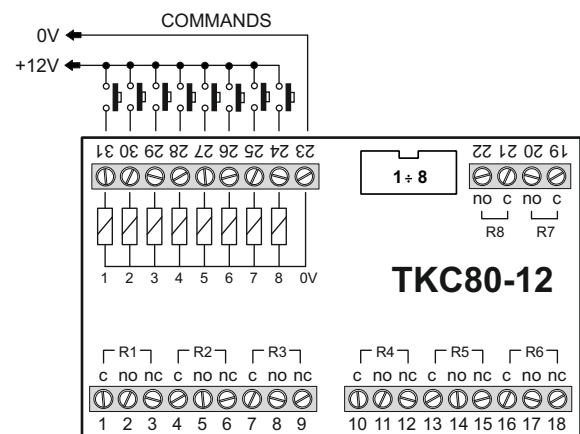 COMMANDS
0V
+12V
31 30 29 28 27 26 25 24 23
22 21 20 19
1 ÷ 8
no c no c
R8 R7
1 2 3 4 5 6 7 8 0V
TKC80-12
R1 R2 R3 R4 R5 R6
c no nc c no nc c no nc c no nc c no nc c no nc
1 2 3 4 5 6 7 8 9 10 11 12 13 14 15 16 17 18